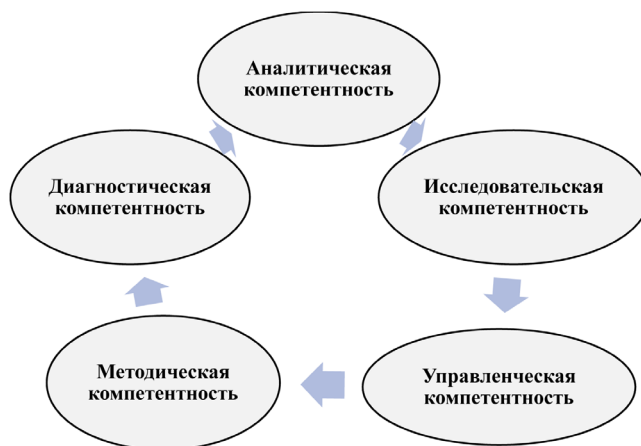 Аналитическая
компетентность
Диагностическая
компетентность
Исследовательская
компетентность
Методическая
компетентность
Управленческая
компетентность